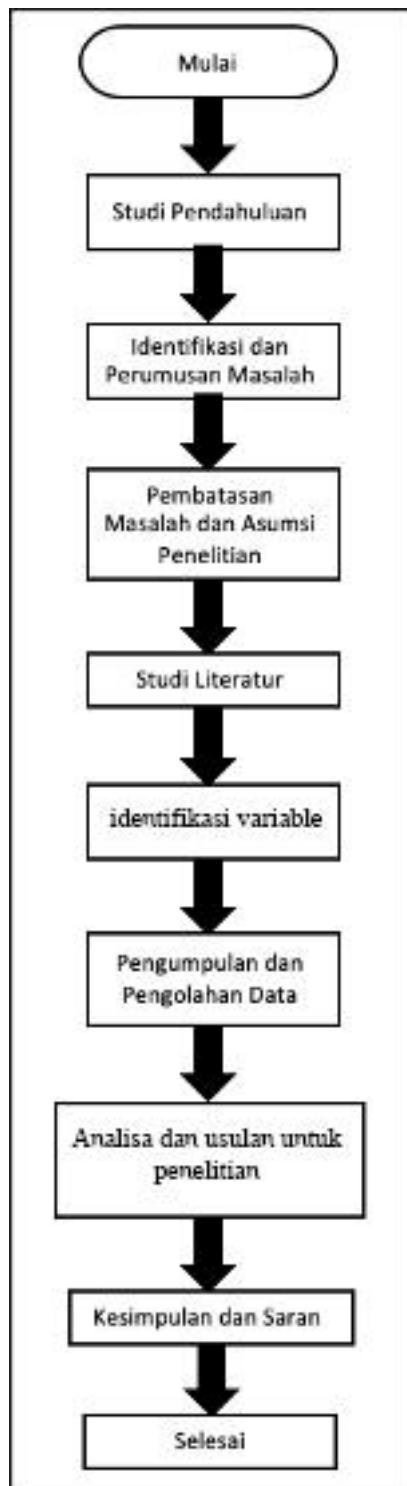 Mulai
Studi Pendahuluan
Identifikasi dan
Perumusan Masalah
Pembatasan
Masalah dan Asumsi
Penelitian
Studi Literatur
identifikasi variable
Pengumpulan dan
Pengolahan Data
Analisa dan usulan untuk
penelitian
Kesimpulan dan Saran
Selesai